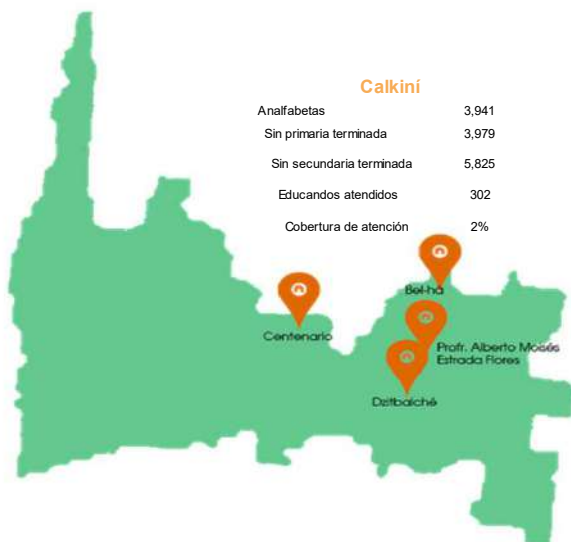 Calkiní
Analfabetas 3,941
Sin primaria terminada 3,979
Sin secundaria terminada 5,825
Educandos atendidos 302
Cobertura de atención 2%
Bel-há
Centenario
Profr. Alberto Moisés
Estrada Flores
Dzitbalché